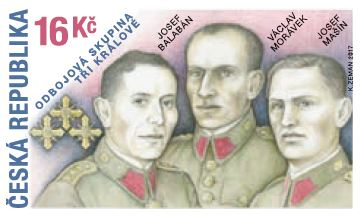 ČESKÁ REPUBLIKA
16 Kč
ODBOJOVÁ SKUPINA
TŘI KRÁLOVÉ
JOSEF
BALABÁN
VÁCLAV
MORÁVEK
JOSEF
MAŠÍN
K. ZEMAN 2017